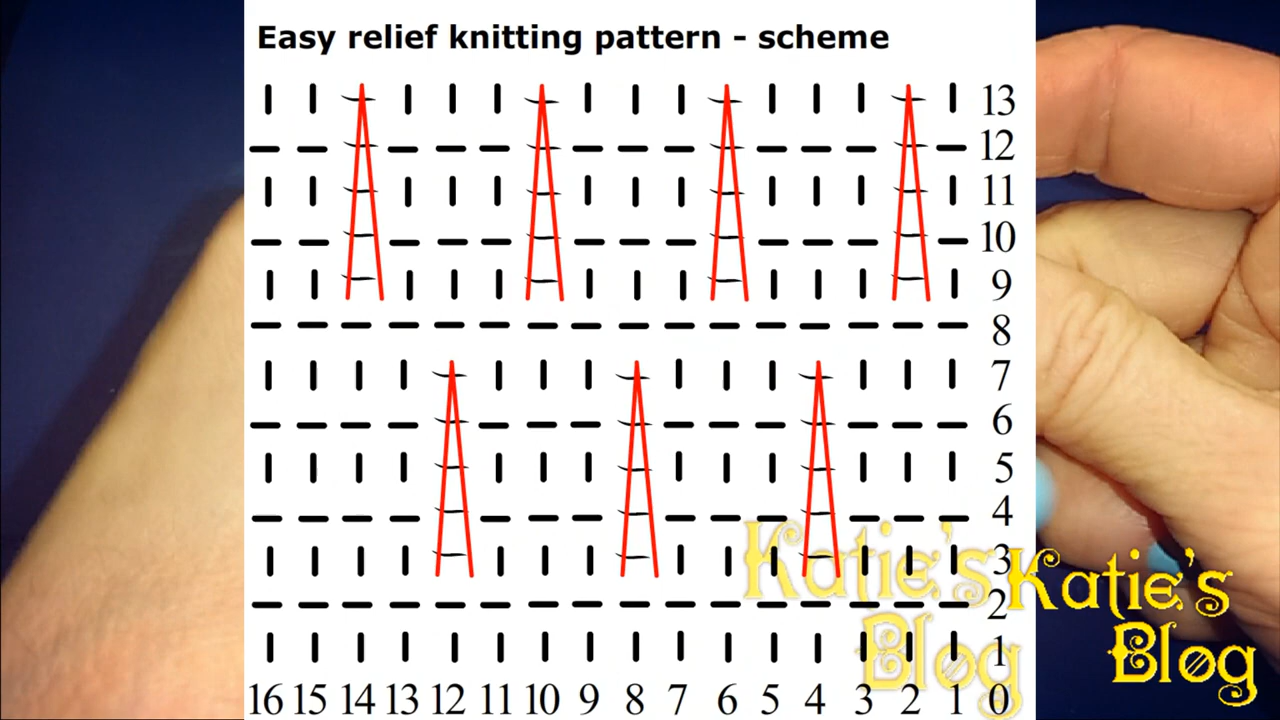 Easy relief knitting pattern - scheme
13
12
11
10
9
8
7
6
5
4
3
2
1
16 15 14 13 12 11 10 9 8 7 6 5 4 3 2 1 0
Katie's
Blog
Katie's
Blog